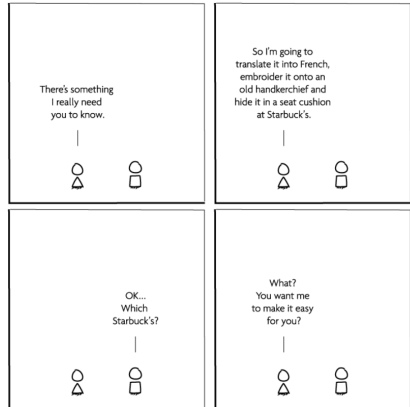 There's something
I really need
you to know.
So I'm going to
translate it into French,
embroider it onto an
old handkerchief and
hide it in a seat cushion
at Starbuck's.
OK...
Which
Starbuck's?
What?
You want me
to make it easy
for you?